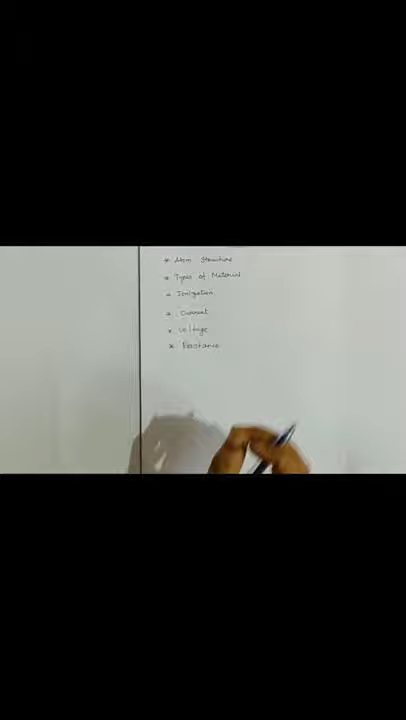 * Atom Structure
* Types of Material
* Ionization
* Current
* Voltage
* Resistance